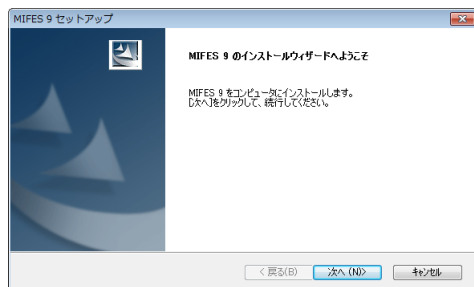 MIFES 9 セットアップ
MIFES 9 のインストールウィザードへようこそ
MIFES 9 をコンピュータにインストールします。
[次へ]をクリックして、続行してください。
< 戻る(B)
次へ (N)>
キャンセル